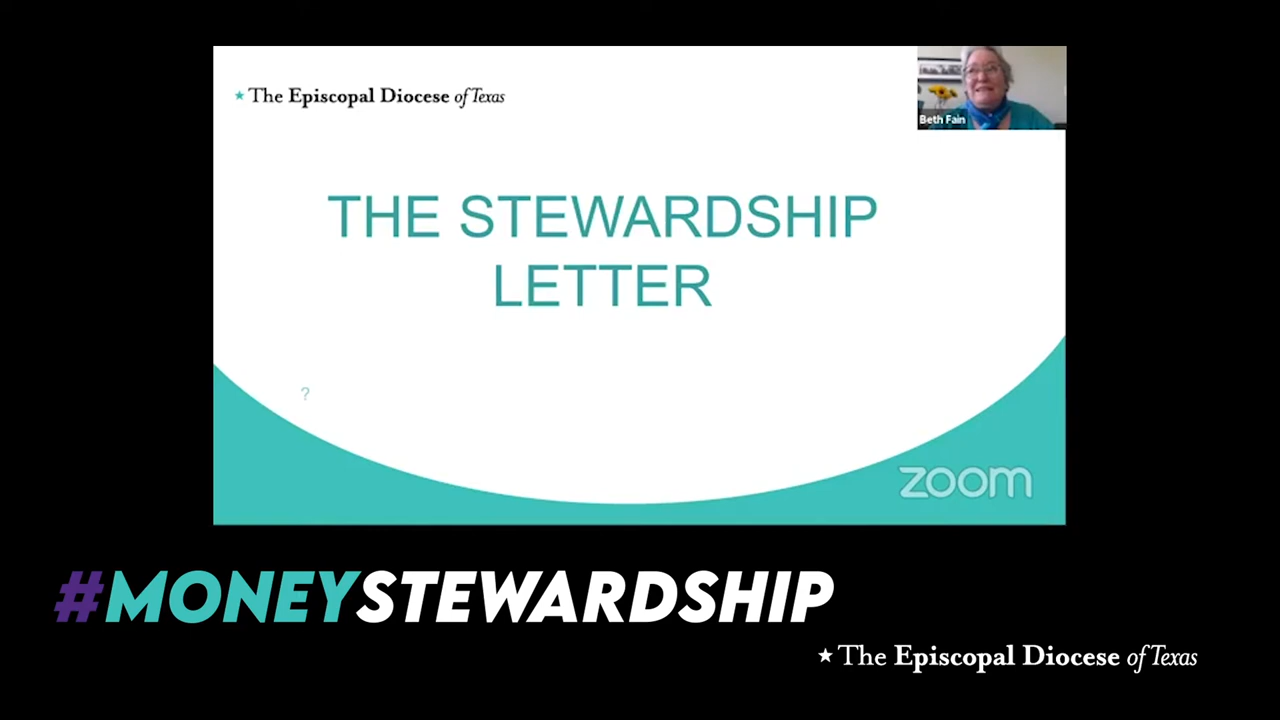 ★ The Episcopal Diocese of Texas
Beth Fain
THE STEWARDSHIP
LETTER
?
zoom
#MONEYSTEWARDSHIP
★ The Episcopal Diocese of Texas